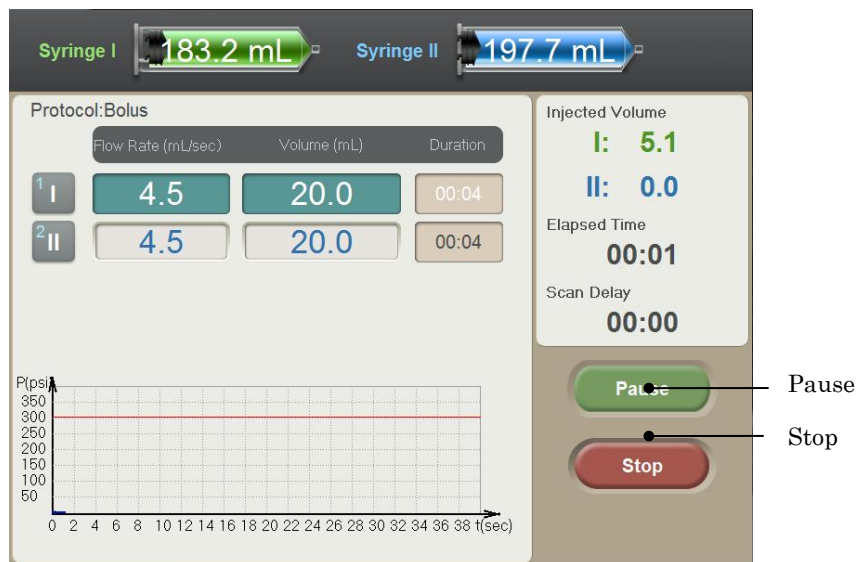 Syringe I 183.2 mL Syringe II 197.7 mL
Protocol:Bolus
Flow Rate (mL/sec) Volume (mL) Duration
1 I 4.5 20.0 00:04
2 II 4.5 20.0 00:04
Injected Volume
I: 5.1
II: 0.0
Elapsed Time
00:01
Scan Delay
00:00
P(psi)
350
300
250
200
150
100
50
0 2 4 6 8 10 12 14 16 18 20 22 24 26 28 30 32 34 36 38 t(sec)
Pause
Stop
Pause
Stop